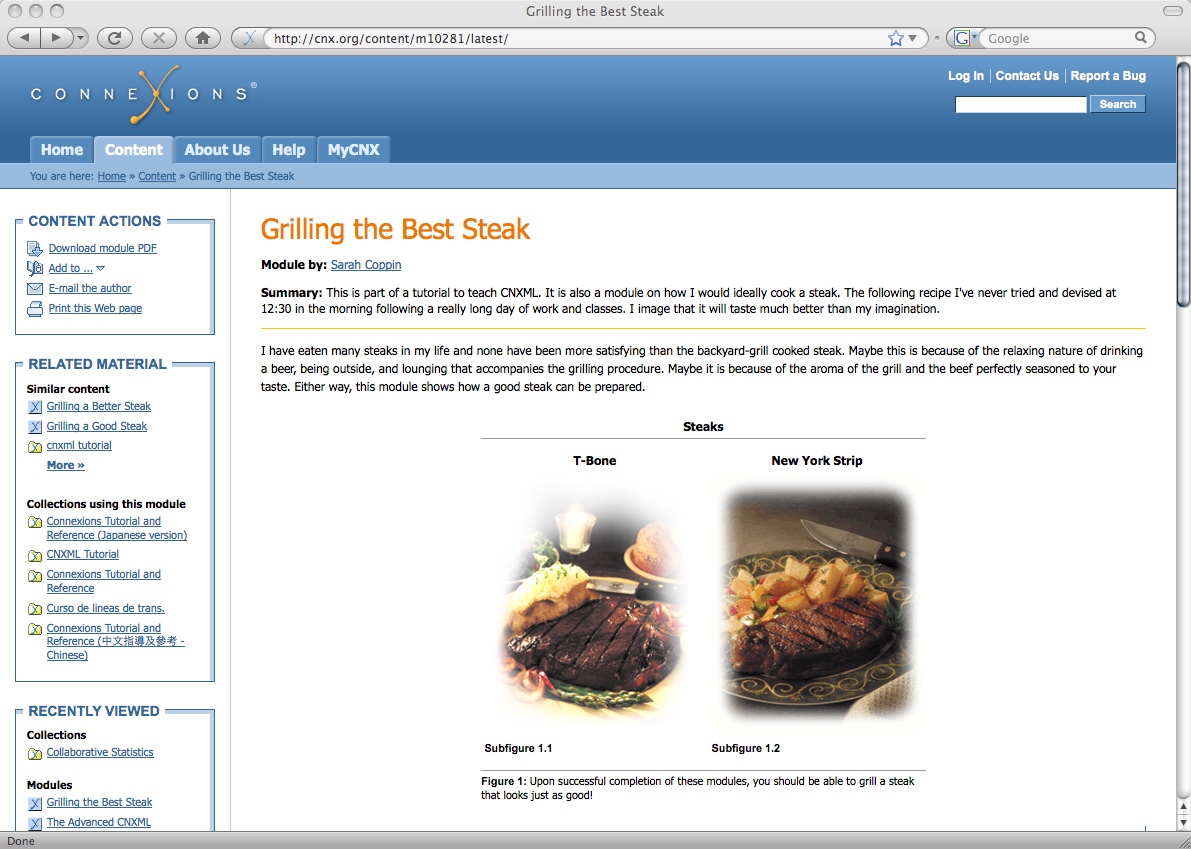 Grilling the Best Steak
http://cnx.org/content/m10281/latest/
G Google
CONNEXIONS®
Log In Contact Us Report a Bug
Search
Home Content About Us Help MyCNX
You are here: Home » Content » Grilling the Best Steak
CONTENT ACTIONS
Download module PDF
Add to ...
E-mail the author
Print this Web page
RELATED MATERIAL
Similar content
Grilling a Better Steak
Grilling a Good Steak
cnxml tutorial
More »
Collections using this module
Connexions Tutorial and
Reference (Japanese version)
CNXML Tutorial
Connexions Tutorial and
Reference
Curso de lineas de trans.
Connexions Tutorial and
Reference (中文指導及參考 -
Chinese)
RECENTLY VIEWED
Collections
Collaborative Statistics
Modules
Grilling the Best Steak
The Advanced CNXML
Grilling the Best Steak
Module by: Sarah Coppin
Summary: This is part of a tutorial to teach CNXML. It is also a module on how I would ideally cook a steak. The following recipe I've never tried and devised at
12:30 in the morning following a really long day of work and classes. I image that it will taste much better than my imagination.
I have eaten many steaks in my life and none have been more satisfying than the backyard-grill cooked steak. Maybe this is because of the relaxing nature of drinking
a beer, being outside, and lounging that accompanies the grilling procedure. Maybe it is because of the aroma of the grill and the beef perfectly seasoned to your
taste. Either way, this module shows how a good steak can be prepared.
Steaks
T-Bone New York Strip
Subfigure 1.1 Subfigure 1.2
Figure 1: Upon successful completion of these modules, you should be able to grill a steak
that looks just as good!
Done